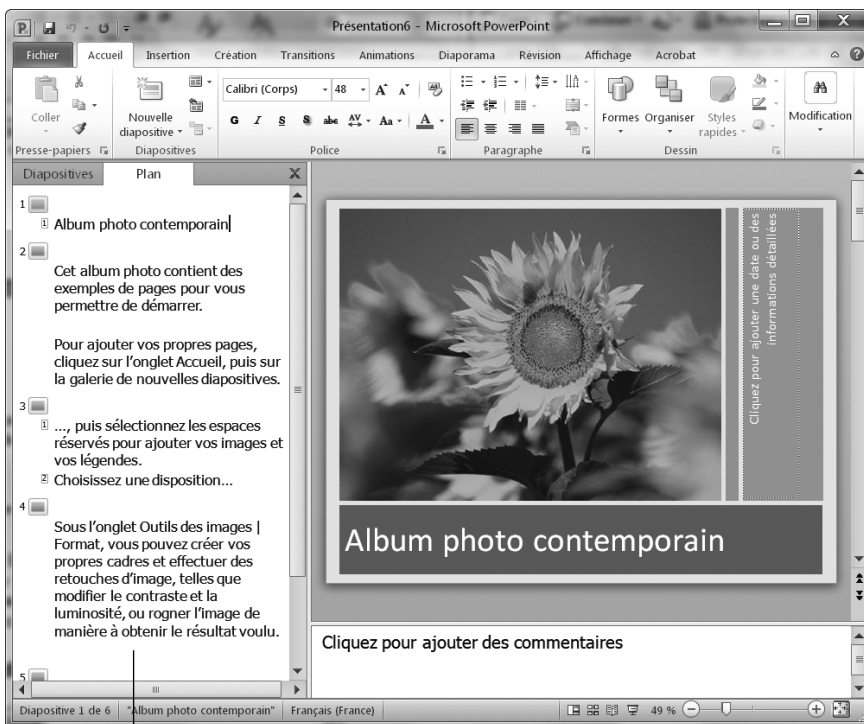 Présentation6 - Microsoft PowerPoint
Fichier Accueil Insertion Création Transitions Animations Diaporama Révision Affichage Acrobat
Calibri (Corps) 48
Coller
Nouvelle diapositive
G I S S abc AV Aa A
Formes Organiser Styles rapides
Modification
Presse-papiers Diapositives Police Paragraphe Dessin
Diapositives Plan X
1
1 Album photo contemporain
2
Cet album photo contient des
exemples de pages pour vous
permettre de démarrer.
Pour ajouter vos propres pages,
cliquez sur l'onglet Accueil, puis sur
la galerie de nouvelles diapositives.
3
1 ..., puis sélectionnez les espaces
réservés pour ajouter vos images et
vos légendes.
2 Choisissez une disposition...
4
Sous l'onglet Outils des images |
Format, vous pouvez créer vos
propres cadres et effectuer des
retouches d'image, telles que
modifier le contraste et la
luminosité, ou rogner l'image de
manière à obtenir le résultat voulu.
5
Cliquez pour ajouter une date ou des
informations détaillées
Album photo contemporain
Cliquez pour ajouter des commentaires
Diapositive 1 de 6 "Album photo contemporain" Français (France) 49 %